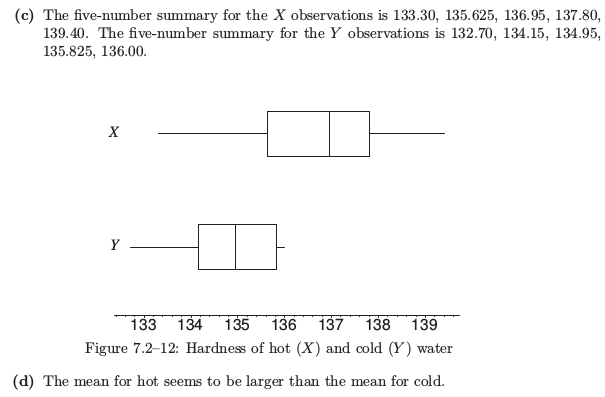 (c) The five-number summary for the X observations is 133.30, 135.625, 136.95, 137.80,
139.40. The five-number summary for the Y observations is 132.70, 134.15, 134.95,
135.825, 136.00.
X
Y
133 134 135 136 137 138 139
Figure 7.2–12: Hardness of hot (X) and cold (Y) water
(d) The mean for hot seems to be larger than the mean for cold.